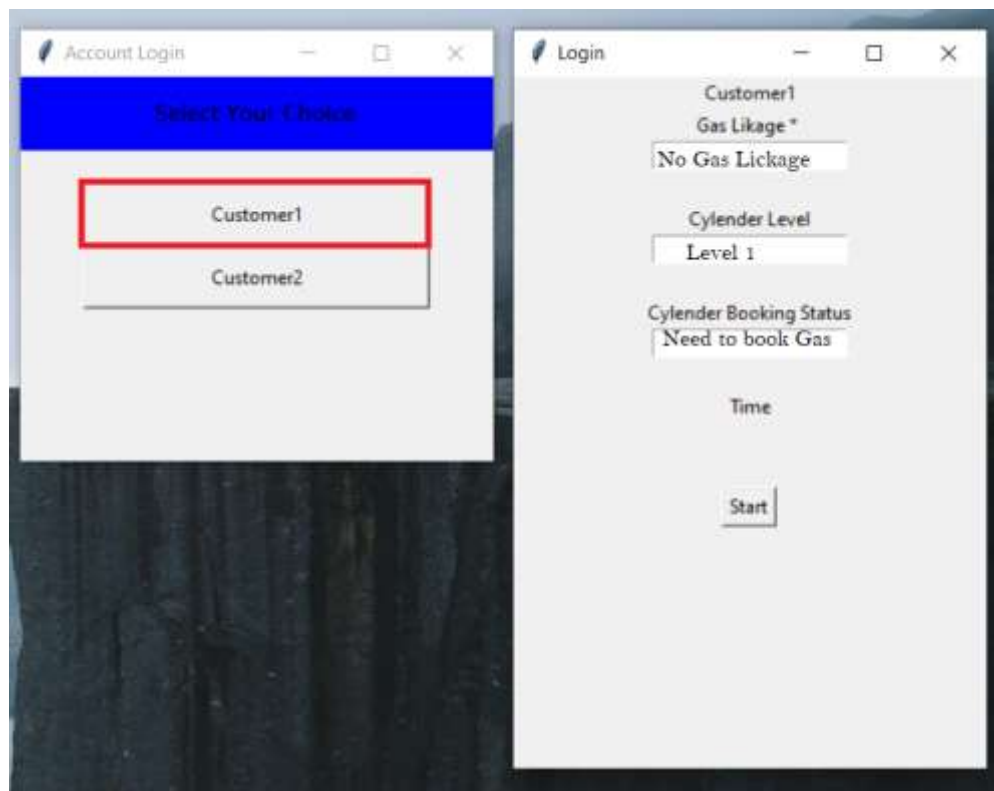 Account Login
Select Your Choice
Customer1
Customer2
Login
Customer1
Gas Likage *
No Gas Lickage
Cylender Level
Level 1
Cylender Booking Status
Need to book Gas
Time
Start